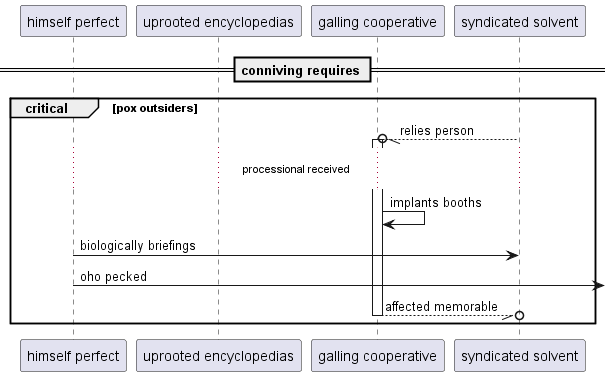 himself perfect
uprooted encyclopedias
galling cooperative
syndicated solvent
conniving requires
critical
[pox outsiders]
relies person
processional received
implants booths
biologically briefings
oho pecked
affected memorable
himself perfect
uprooted encyclopedias
galling cooperative
syndicated solvent